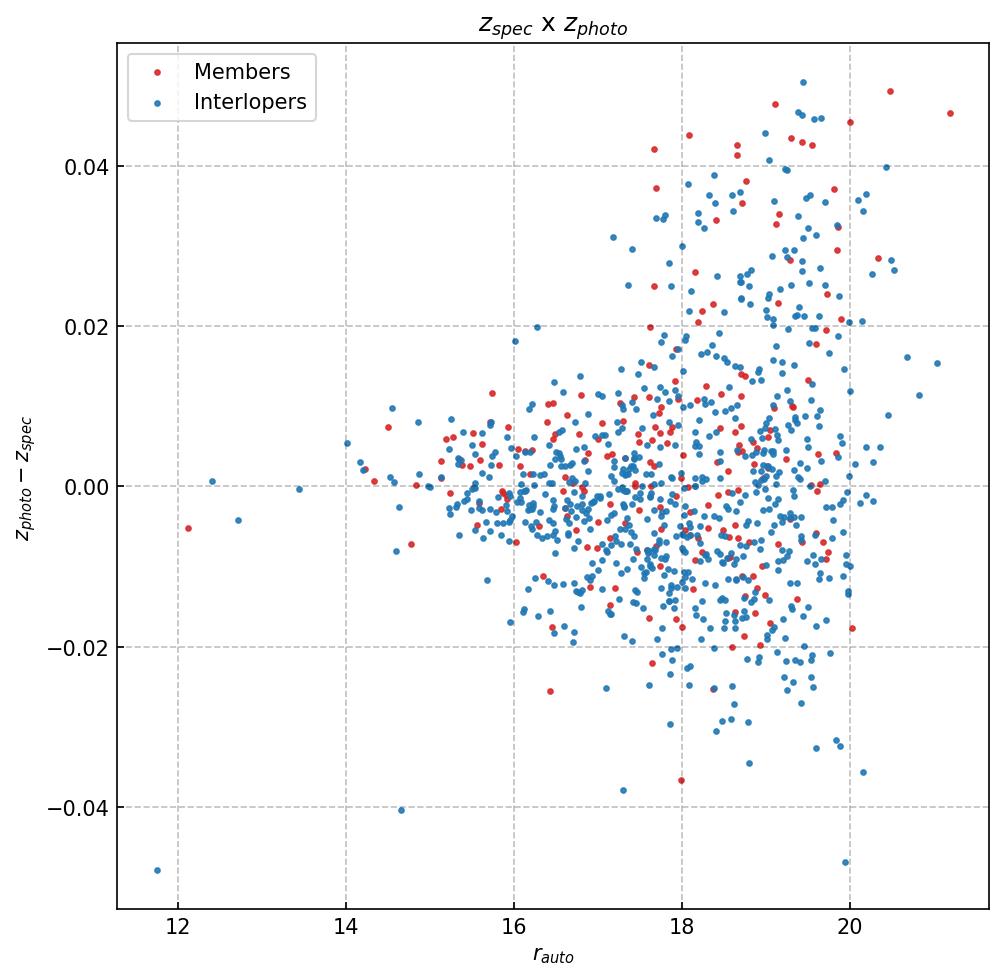 z_spec x z_photo
Members
Interlopers
0.04
0.02
0.00
−0.02
−0.04
z_photo − z_spec
12
14
16
18
20
r_auto